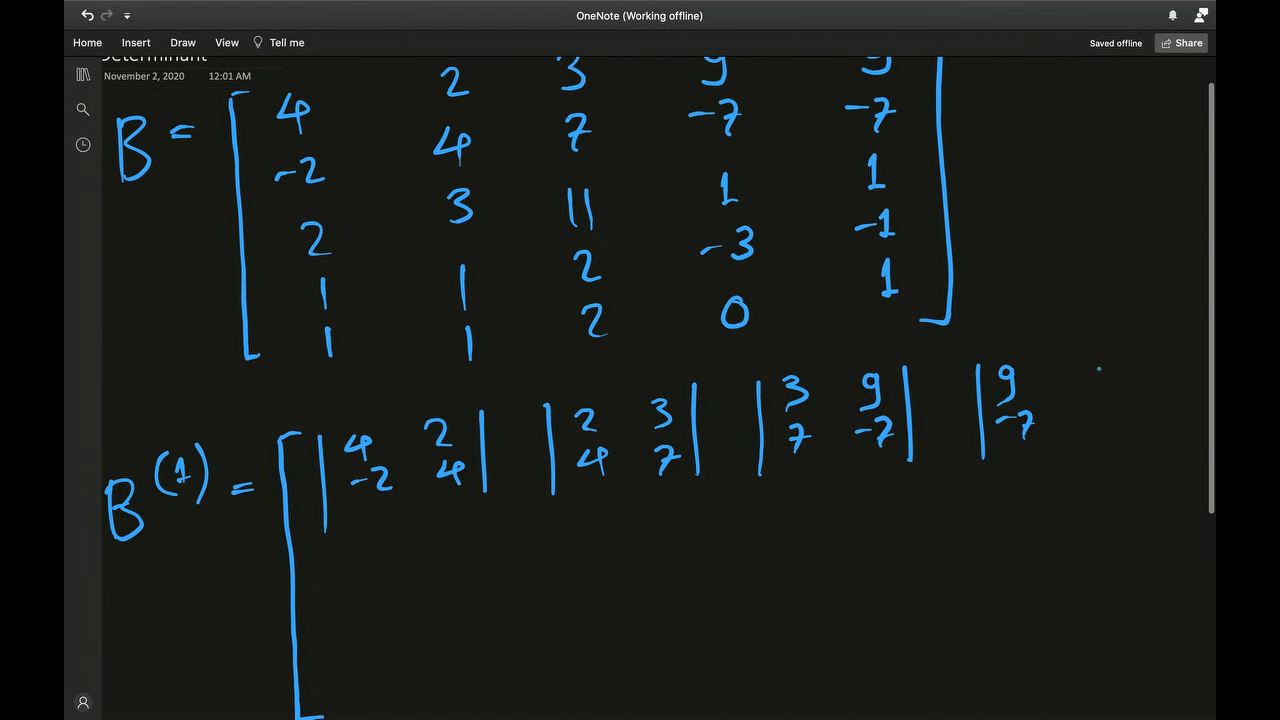 OneNote (Working offline)
Home Insert Draw View Tell me Saved offline Share
Determinant
November 2, 2020 12:01 AM
4 2 3 9 9
B = -2 4 7 -7 -7
2 3 11 1 1
1 1 2 -3 -1
1 1 2 0 1
4 2 2 3 3 9 9
B(1) = -2 4 4 7 7 -7 -7